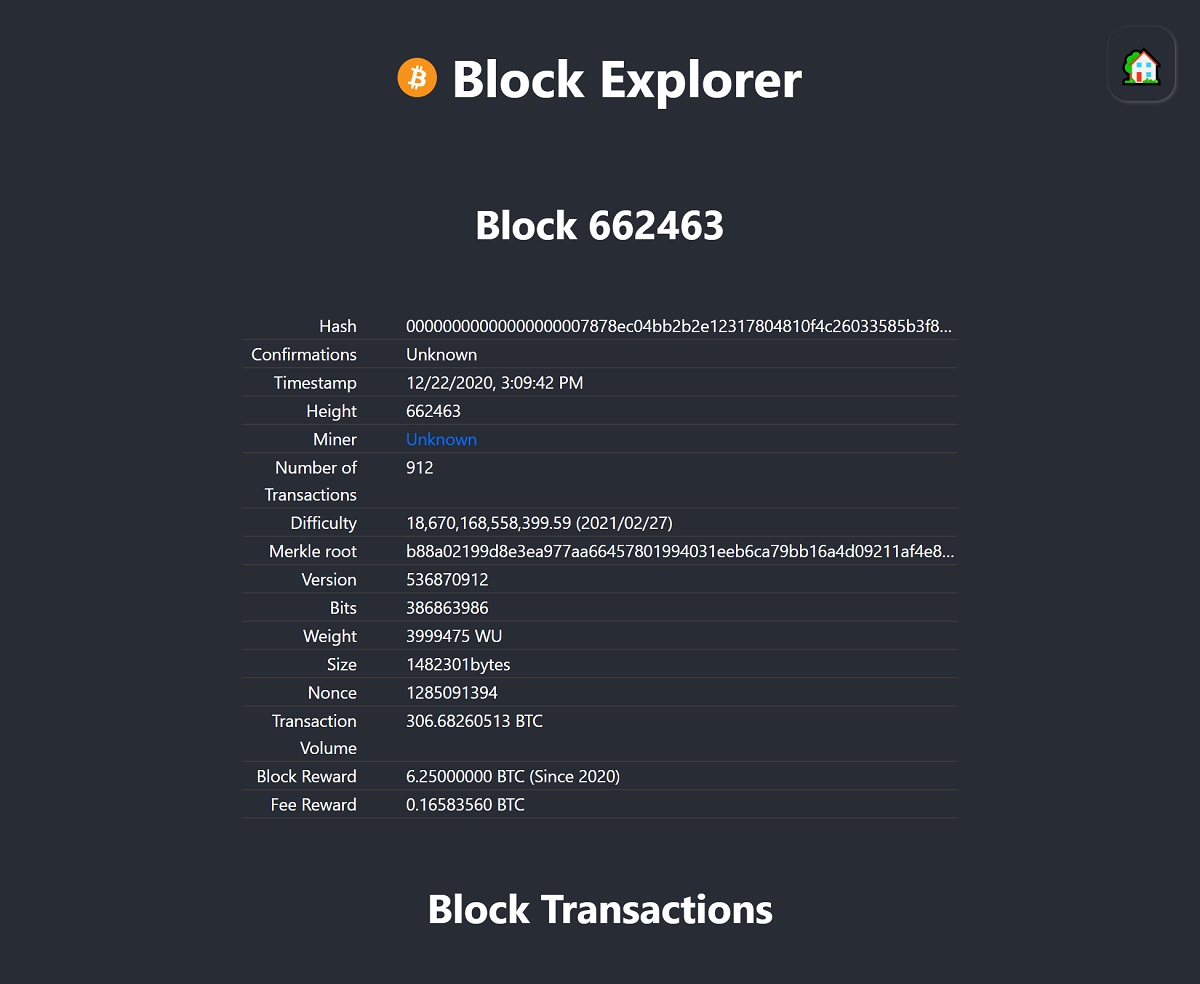 Block Explorer
Block 662463
Hash 00000000000000000007878ec04bb2b2e12317804810f4c26033585b3f8...
Confirmations Unknown
Timestamp 12/22/2020, 3:09:42 PM
Height 662463
Miner Unknown
Number of 912
Transactions
Difficulty 18,670,168,558,399.59 (2021/02/27)
Merkle root b88a02199d8e3ea977aa66457801994031eeb6ca79bb16a4d09211af4e8...
Version 536870912
Bits 386863986
Weight 3999475 WU
Size 1482301bytes
Nonce 1285091394
Transaction 306.68260513 BTC
Volume
Block Reward 6.25000000 BTC (Since 2020)
Fee Reward 0.16583560 BTC
Block Transactions